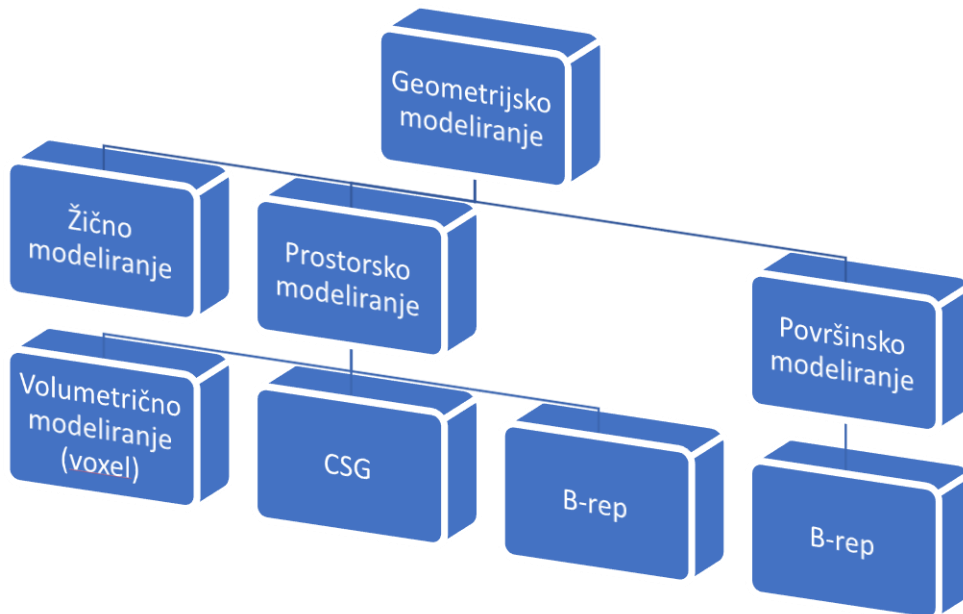 Geometrijsko
modeliranje
Žično
modeliranje
Prostorsko
modeliranje
Površinsko
modeliranje
Volumetrično
modeliranje
(voxel)
CSG
B-rep
B-rep